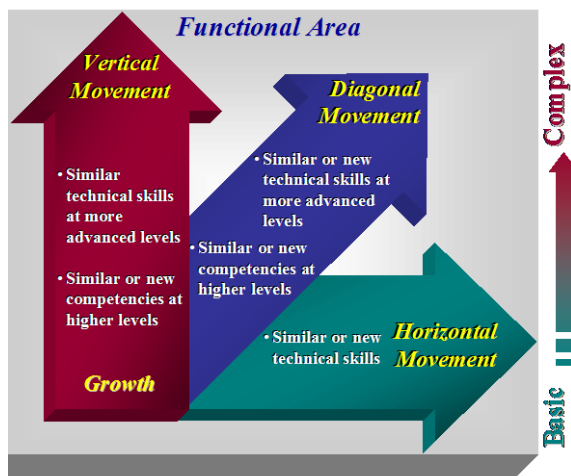 Functional Area
Vertical
Movement
• Similar
technical skills
at more
advanced levels
• Similar or new
competencies at
higher levels
Growth
Diagonal
Movement
• Similar or new
technical skills at
more advanced
levels
• Similar or new
competencies at
higher levels
• Similar or new
technical skills
Horizontal
Movement
Complex
Basic